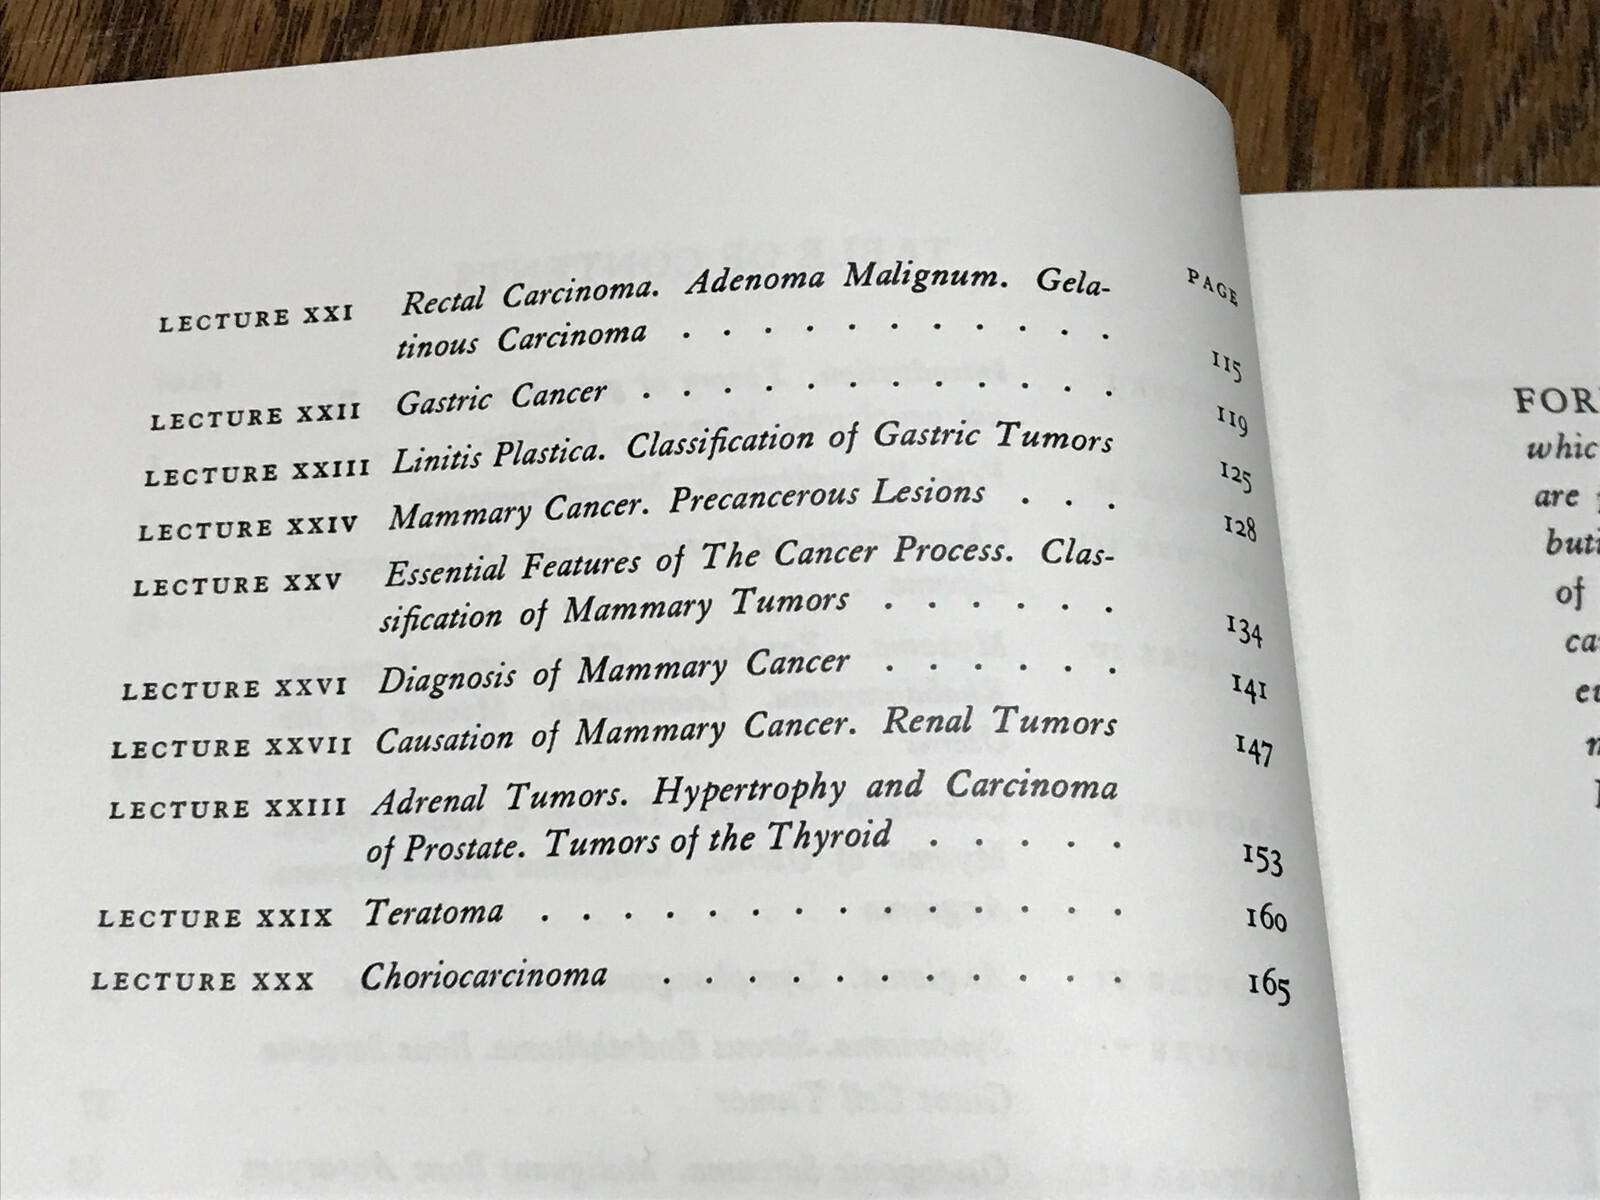 PAGE
LECTURE XXI Rectal Carcinoma. Adenoma Malignum. Gela-
tinous Carcinoma . . . . . . . . . . . 115
LECTURE XXII Gastric Cancer . . . . . . . . . . . . 119
LECTURE XXIII Linitis Plastica. Classification of Gastric Tumors 125
LECTURE XXIV Mammary Cancer. Precancerous Lesions . . . 128
LECTURE XXV Essential Features of The Cancer Process. Clas-
sification of Mammary Tumors . . . . . . 134
LECTURE XXVI Diagnosis of Mammary Cancer . . . . . . 141
LECTURE XXVII Causation of Mammary Cancer. Renal Tumors 147
LECTURE XXIII Adrenal Tumors. Hypertrophy and Carcinoma
of Prostate. Tumors of the Thyroid . . . . . 153
LECTURE XXIX Teratoma . . . . . . . . . . . . . . 160
LECTURE XXX Choriocarcinoma . . . . . . . . . . . 165
FOR
whic
are
buti
of
ca